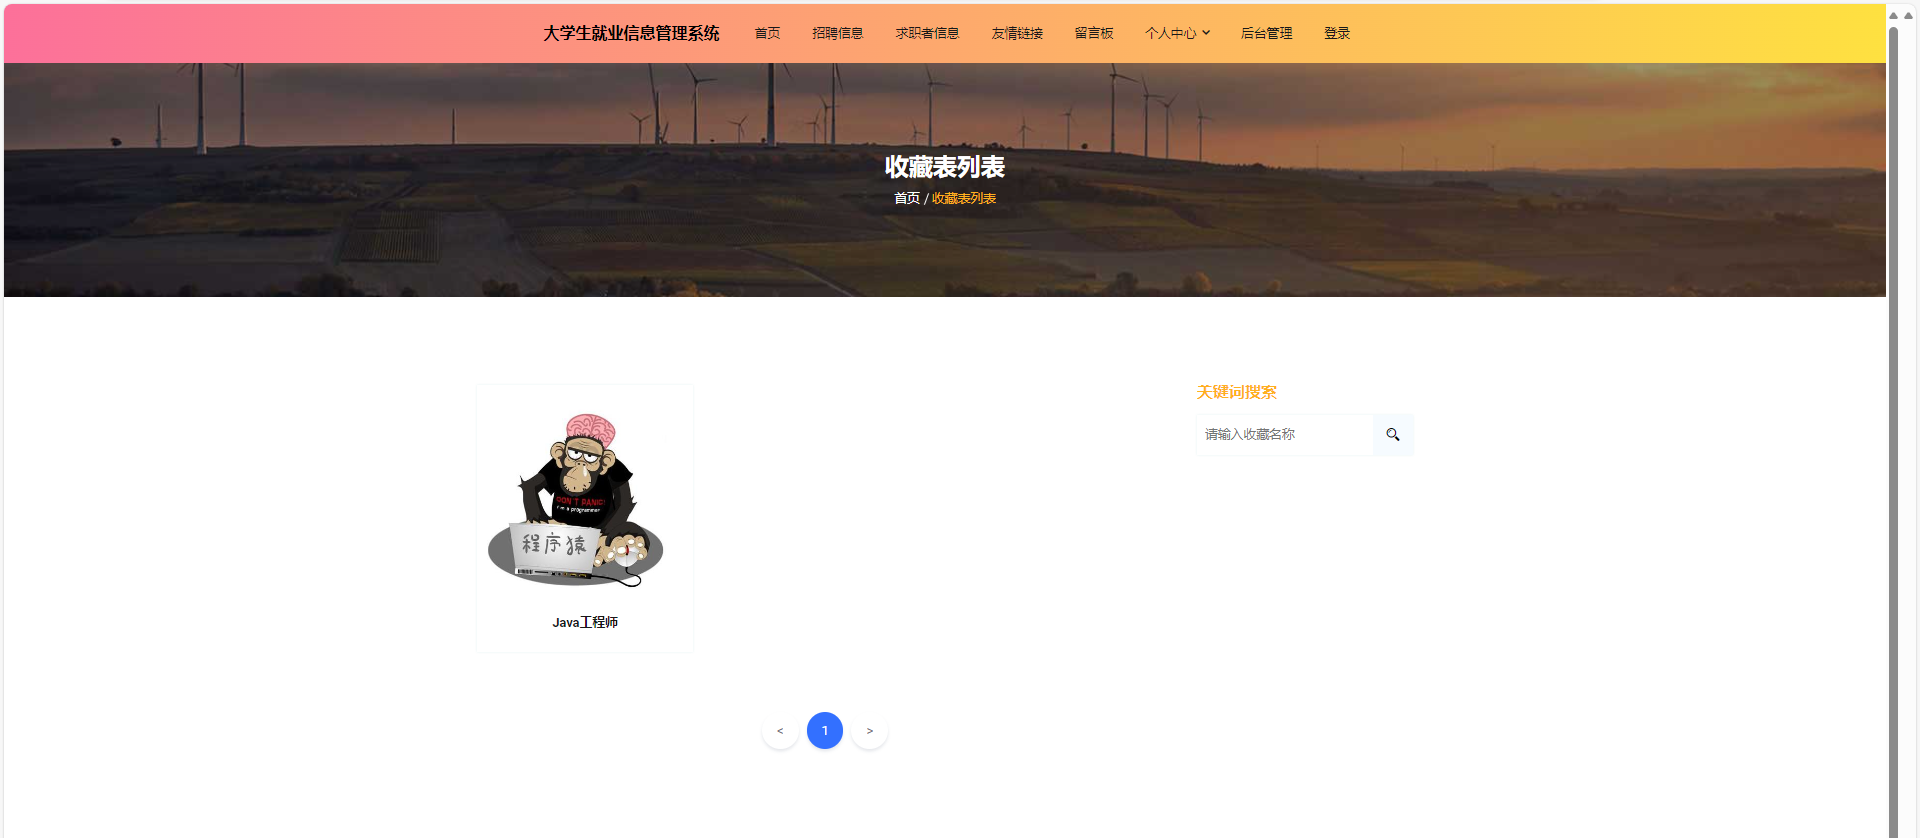 大学生就业信息管理系统 首页 招聘信息 求职者信息 友情链接 留言板 个人中心 后台管理 登录
收藏表列表
首页 / 收藏表列表
关键词搜索
请输入收藏名称
DON'T PANIC!
I'm a programmer
程序猿
Java工程师
< 1 >